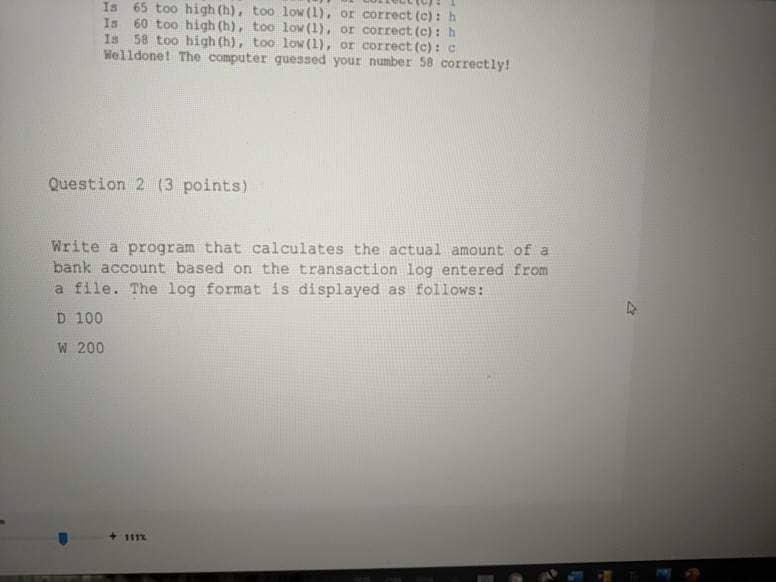 Is 65 too high(h), too low(l), or correct(c): h
Is 60 too high(h), too low(l), or correct(c): h
Is 58 too high(h), too low(l), or correct(c): c
Welldone! The computer guessed your number 58 correctly!
Question 2 (3 points)
Write a program that calculates the actual amount of a
bank account based on the transaction log entered from
a file. The log format is displayed as follows:
D 100
W 200
+ 111%